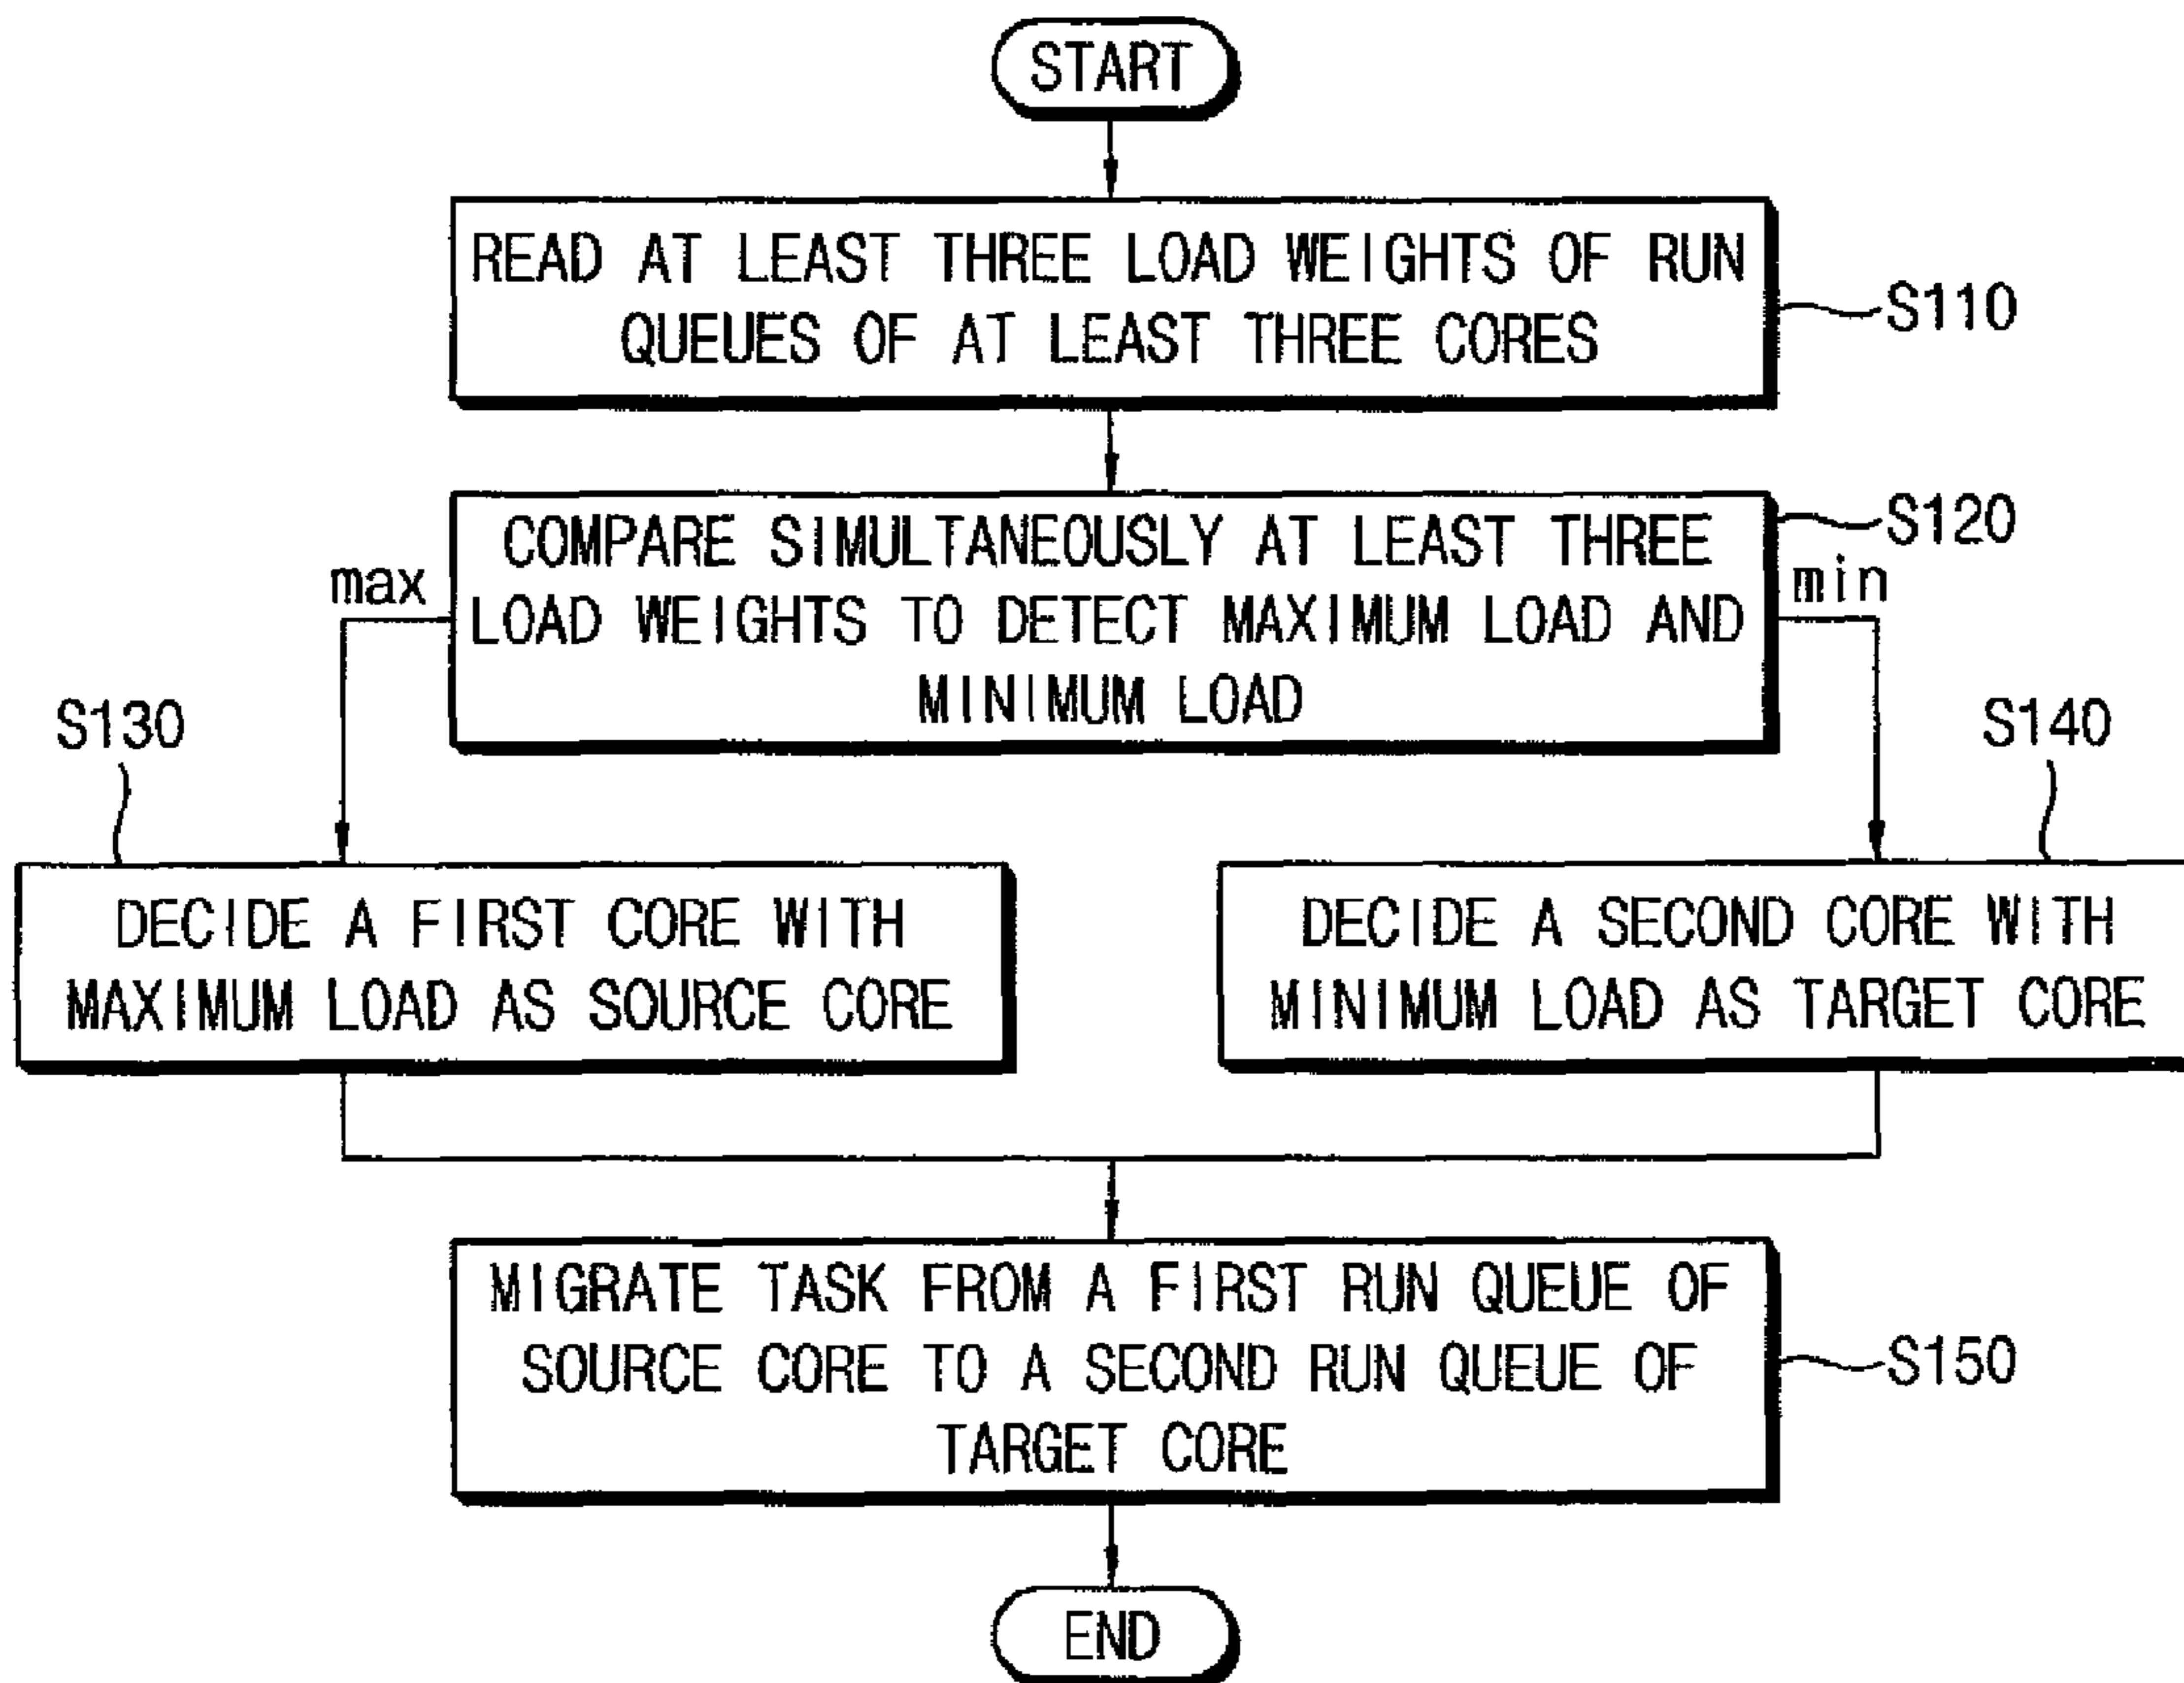 START
READ AT LEAST THREE LOAD WEIGHTS OF RUN
QUEUES OF AT LEAST THREE CORES
S110
COMPARE SIMULTANEOUSLY AT LEAST THREE
LOAD WEIGHTS TO DETECT MAXIMUM LOAD AND
MINIMUM LOAD
S120
max
min
S130
DECIDE A FIRST CORE WITH
MAXIMUM LOAD AS SOURCE CORE
S140
DECIDE A SECOND CORE WITH
MINIMUM LOAD AS TARGET CORE
MIGRATE TASK FROM A FIRST RUN QUEUE OF
SOURCE CORE TO A SECOND RUN QUEUE OF
TARGET CORE
S150
END